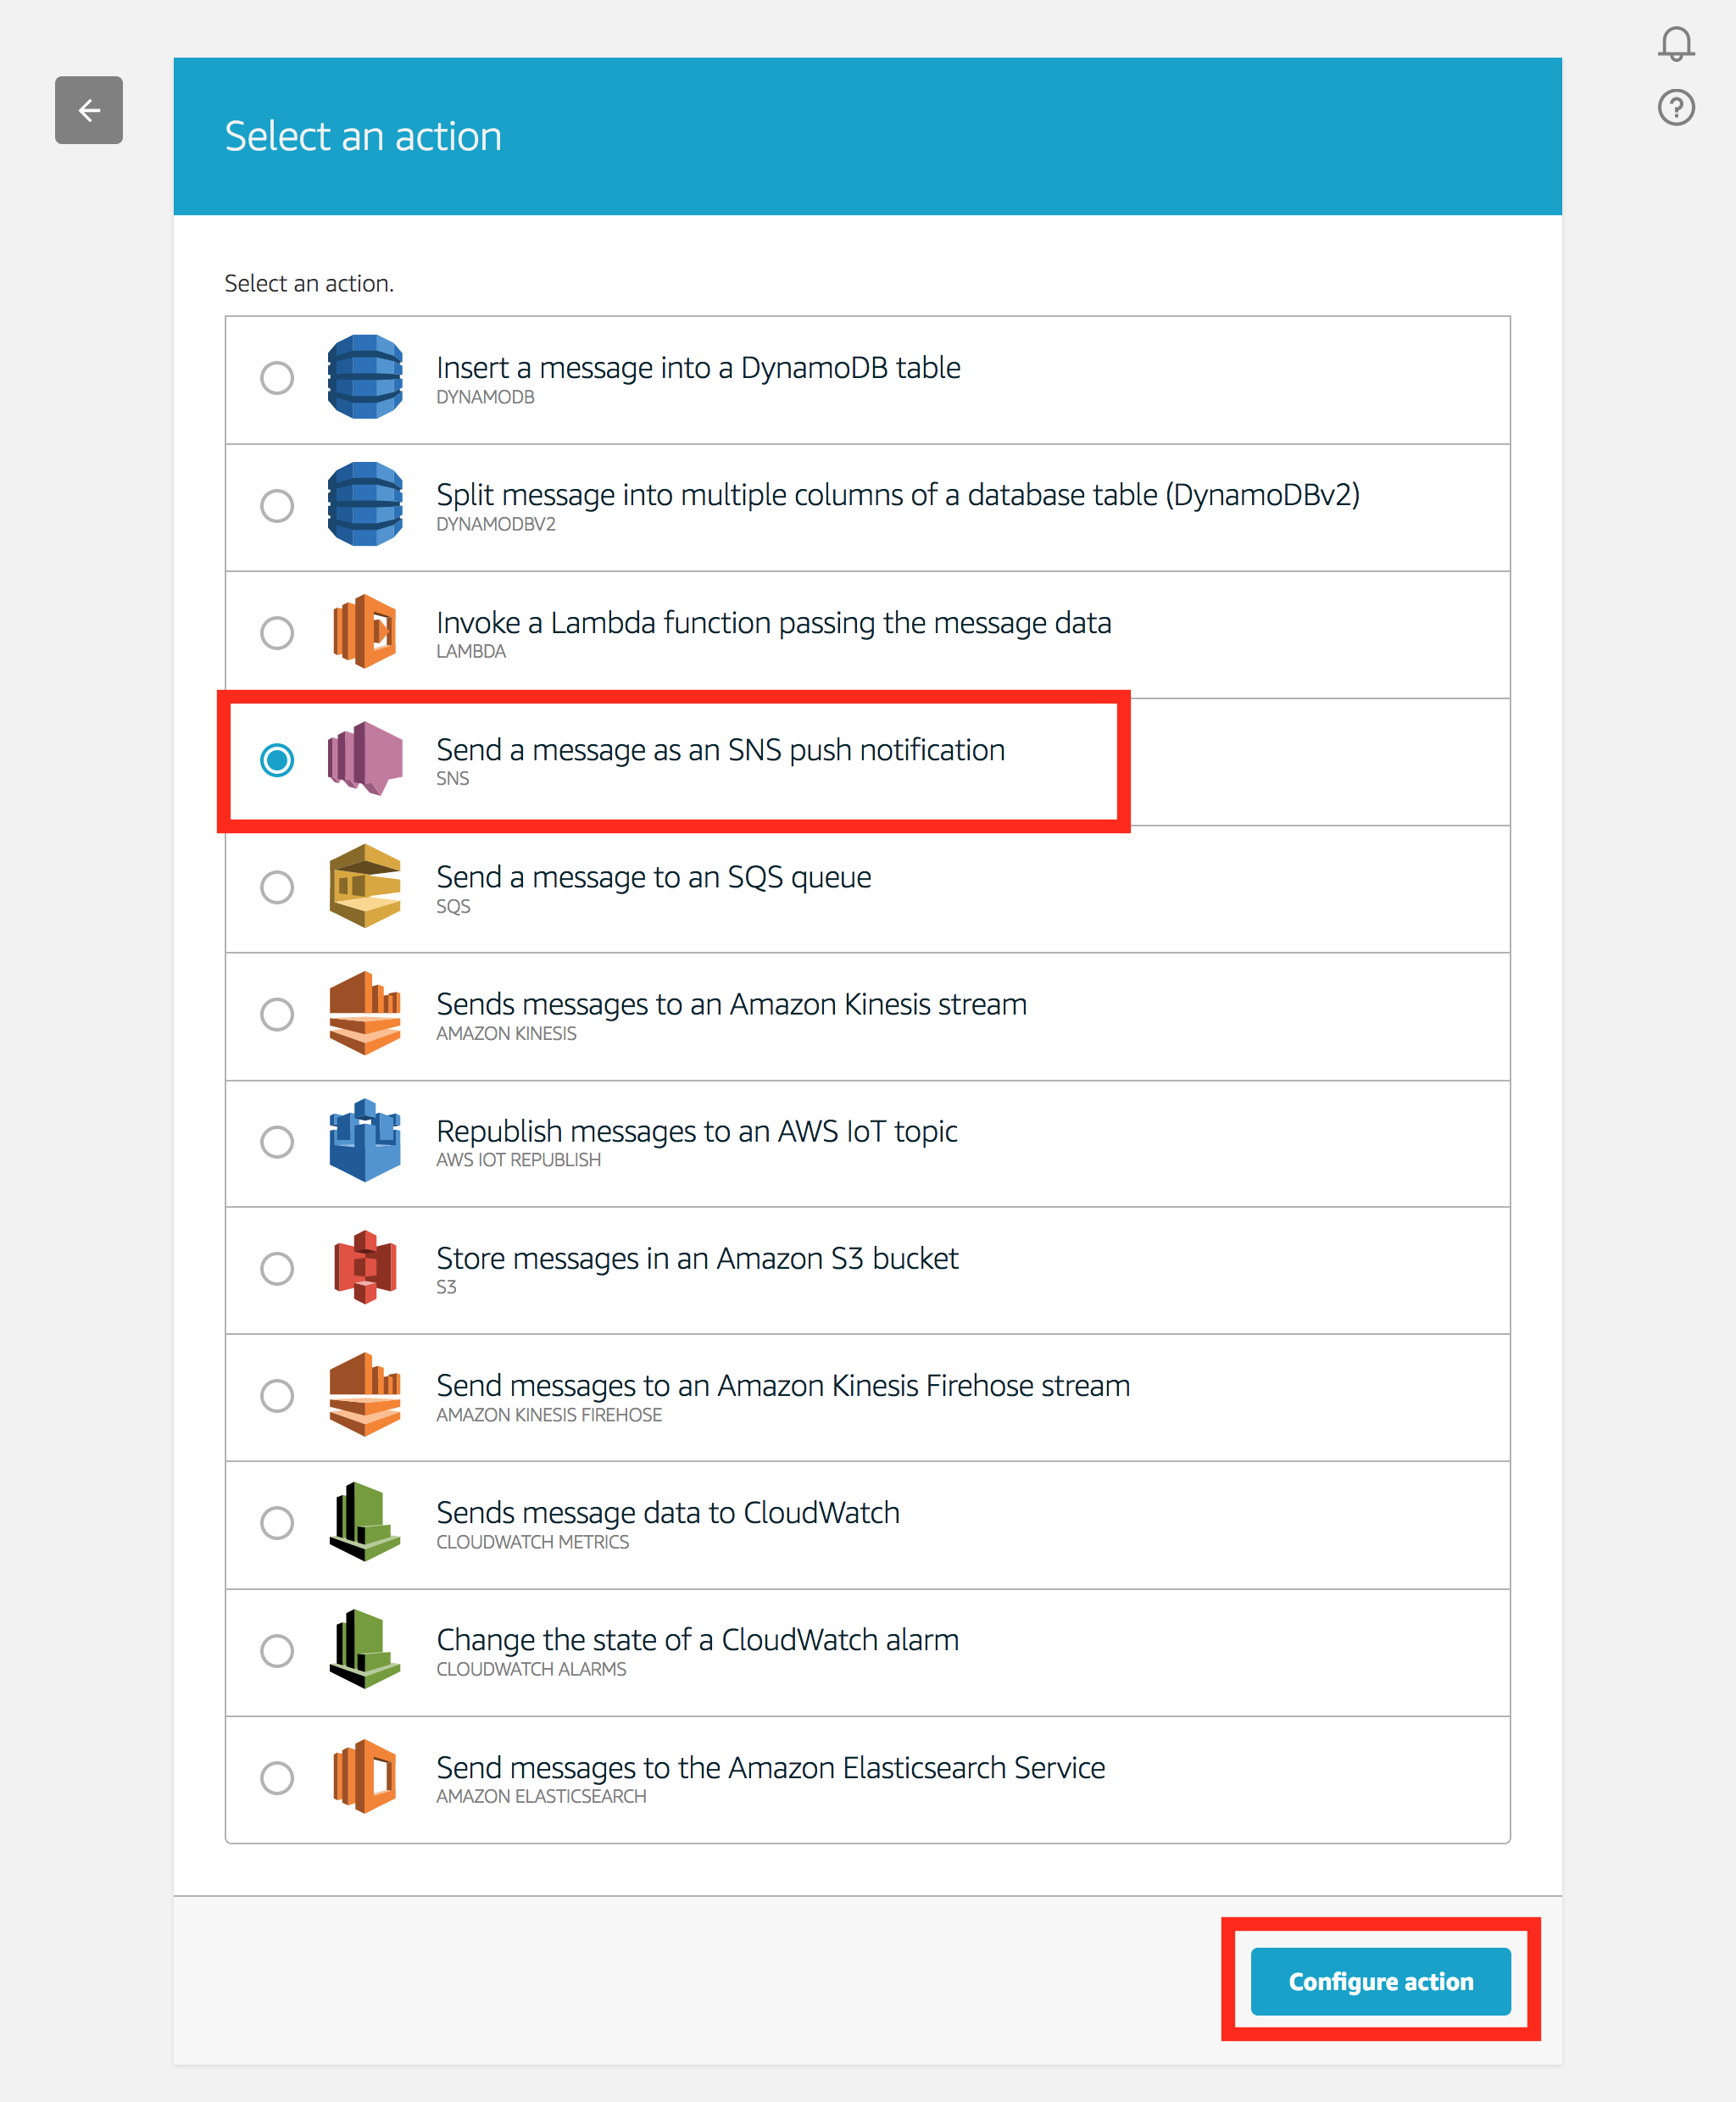 Select an action
Select an action.
Insert a message into a DynamoDB table
DYNAMODB
Split message into multiple columns of a database table (DynamoDBv2)
DYNAMODBV2
Invoke a Lambda function passing the message data
LAMBDA
Send a message as an SNS push notification
SNS
Send a message to an SQS queue
SQS
Sends messages to an Amazon Kinesis stream
AMAZON KINESIS
Republish messages to an AWS IoT topic
AWS IOT REPUBLISH
Store messages in an Amazon S3 bucket
S3
Send messages to an Amazon Kinesis Firehose stream
AMAZON KINESIS FIREHOSE
Sends message data to CloudWatch
CLOUDWATCH METRICS
Change the state of a CloudWatch alarm
CLOUDWATCH ALARMS
Send messages to the Amazon Elasticsearch Service
AMAZON ELASTICSEARCH
Configure action